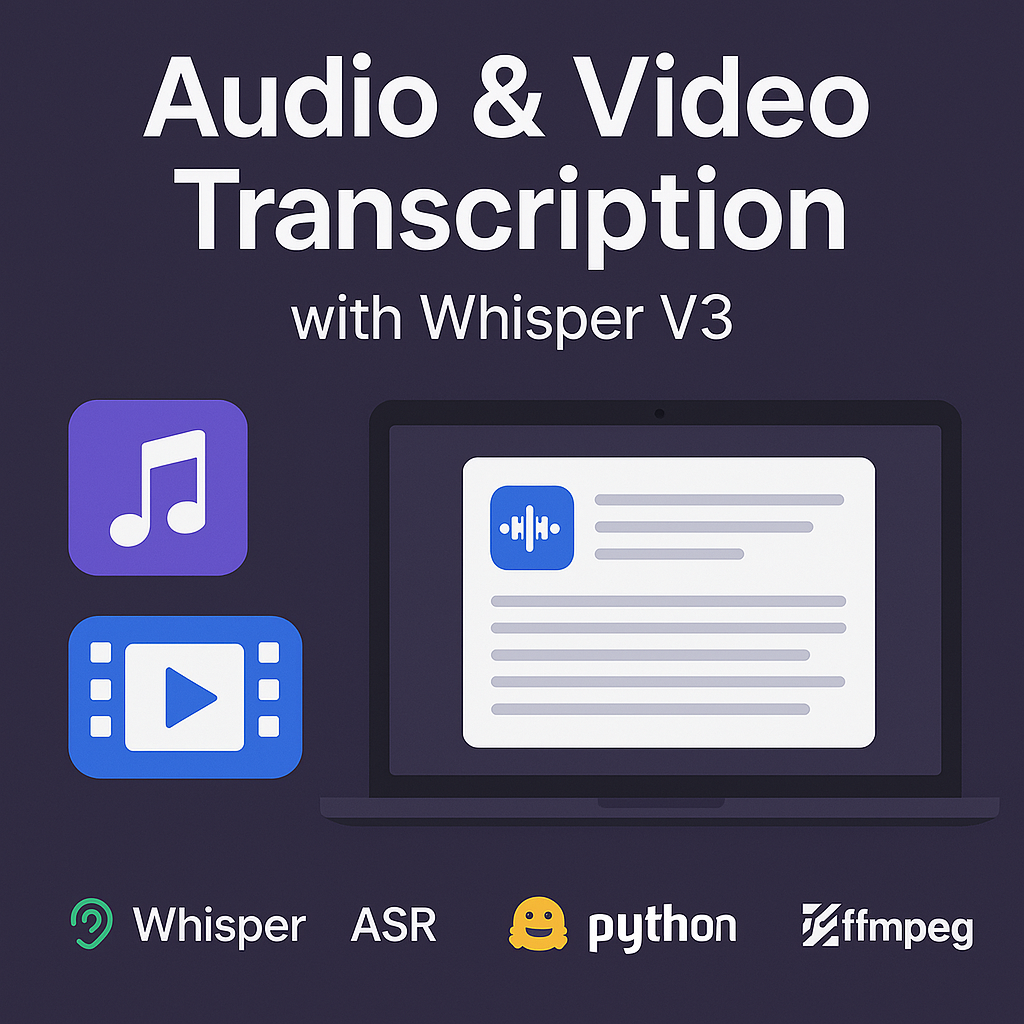 Audio & Video
Transcription
with Whisper V3
Whisper ASR python ffmpeg